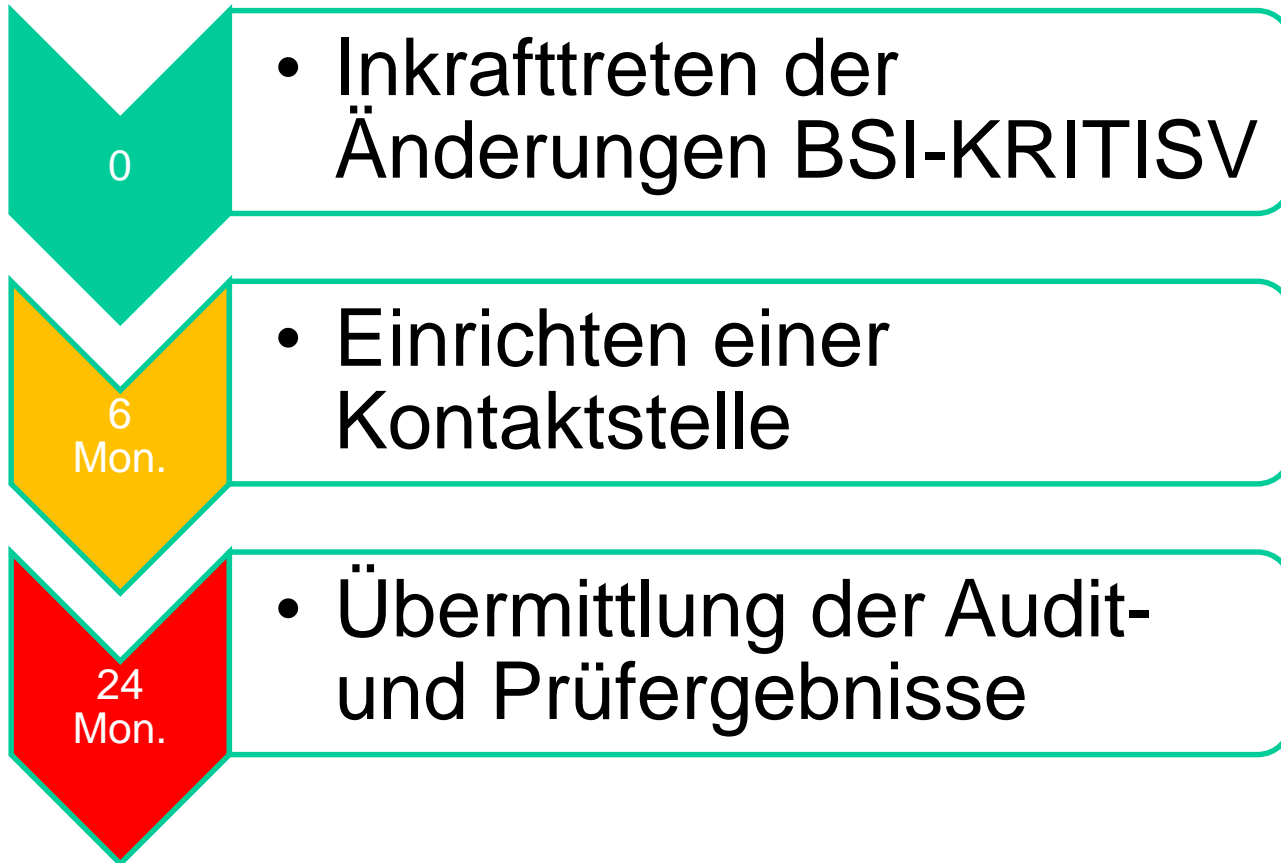 0
• Inkrafttreten der
Änderungen BSI-KRITISV
6
Mon.
• Einrichten einer
Kontaktstelle
24
Mon.
• Übermittlung der Audit-
und Prüfergebnisse